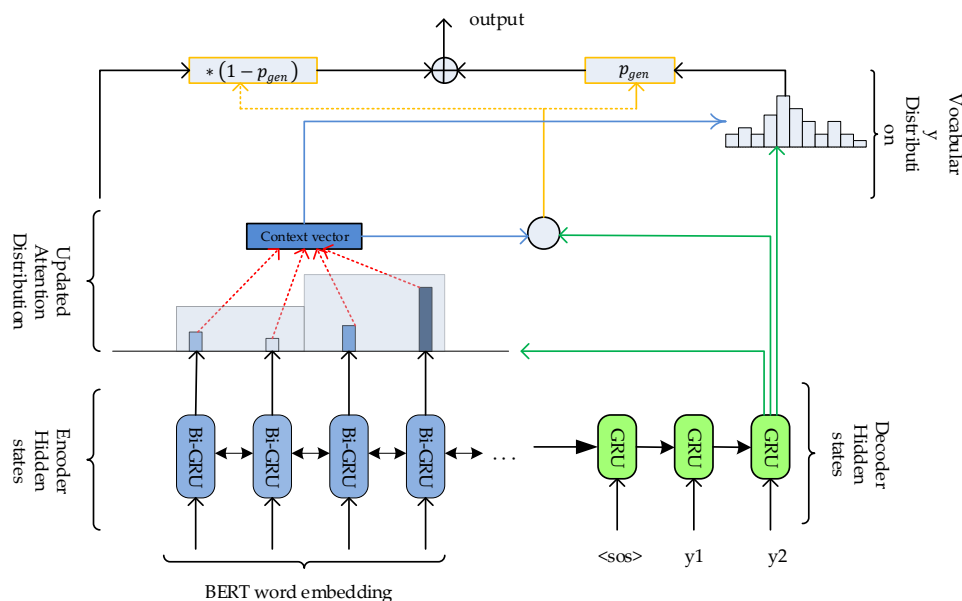 output
∗(1 − p_gen)
p_gen
Vocabular
y
Distributi
on
Context vector
Updated
Attention
Distribution
Encoder
Hidden
states
Bi-GRU
Bi-GRU
Bi-GRU
Bi-GRU
...
GRU
GRU
GRU
Decoder
Hidden
states
<sos>
y1
y2
BERT word embedding